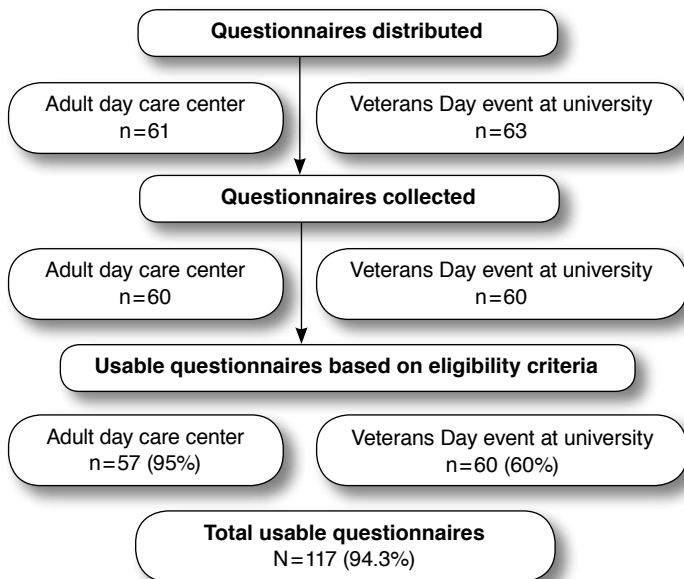 Questionnaires distributed
Adult day care center
n=61
Veterans Day event at university
n=63
Questionnaires collected
Adult day care center
n=60
Veterans Day event at university
n=60
Usable questionnaires based on eligibility criteria
Adult day care center
n=57 (95%)
Veterans Day event at university
n=60 (60%)
Total usable questionnaires
N=117 (94.3%)